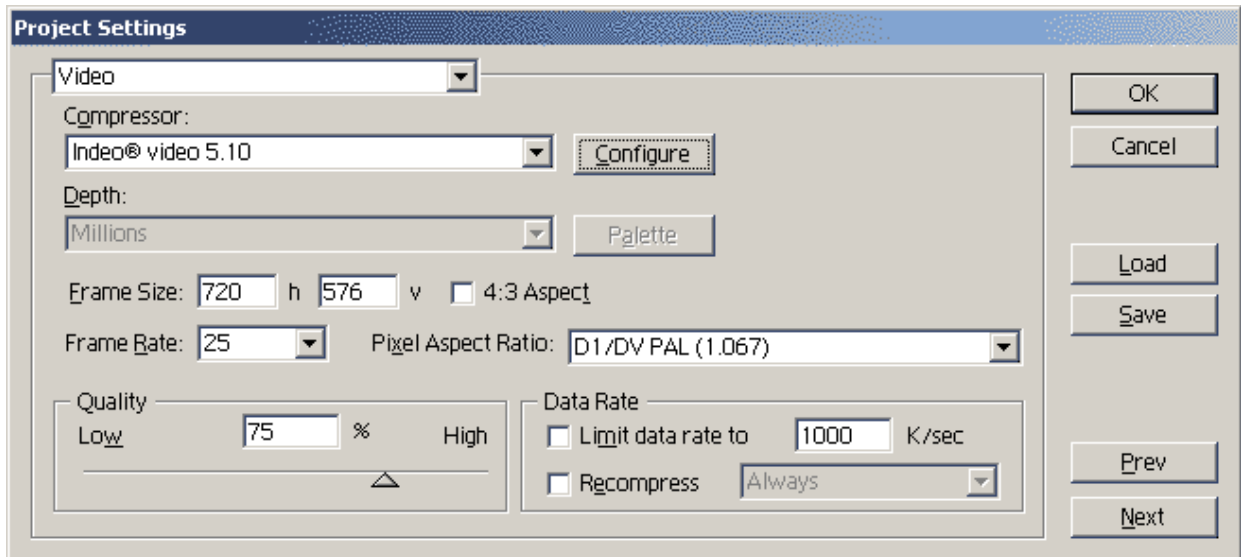 Project Settings
Video
OK
Compressor:
Indeo® video 5.10
Configure
Cancel
Depth:
Millions
Palette
Load
Frame Size: 720 h 576 v 4:3 Aspect
Save
Frame Rate: 25 Pixel Aspect Ratio: D1/DV PAL (1.067)
Quality
Low 75 % High
Data Rate
Limit data rate to 1000 K/sec
Recompress Always
Prev
Next